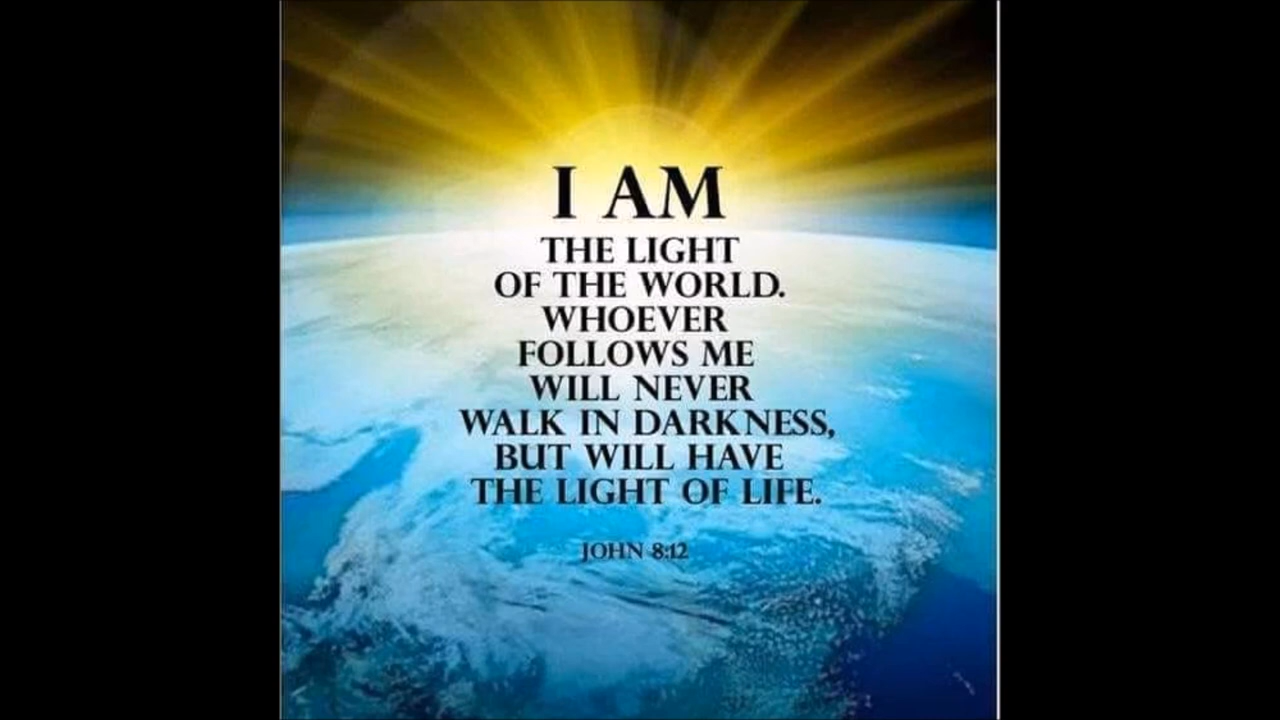 I AM
THE LIGHT
OF THE WORLD.
WHOEVER
FOLLOWS ME
WILL NEVER
WALK IN DARKNESS,
BUT WILL HAVE
THE LIGHT OF LIFE.
JOHN 8:12